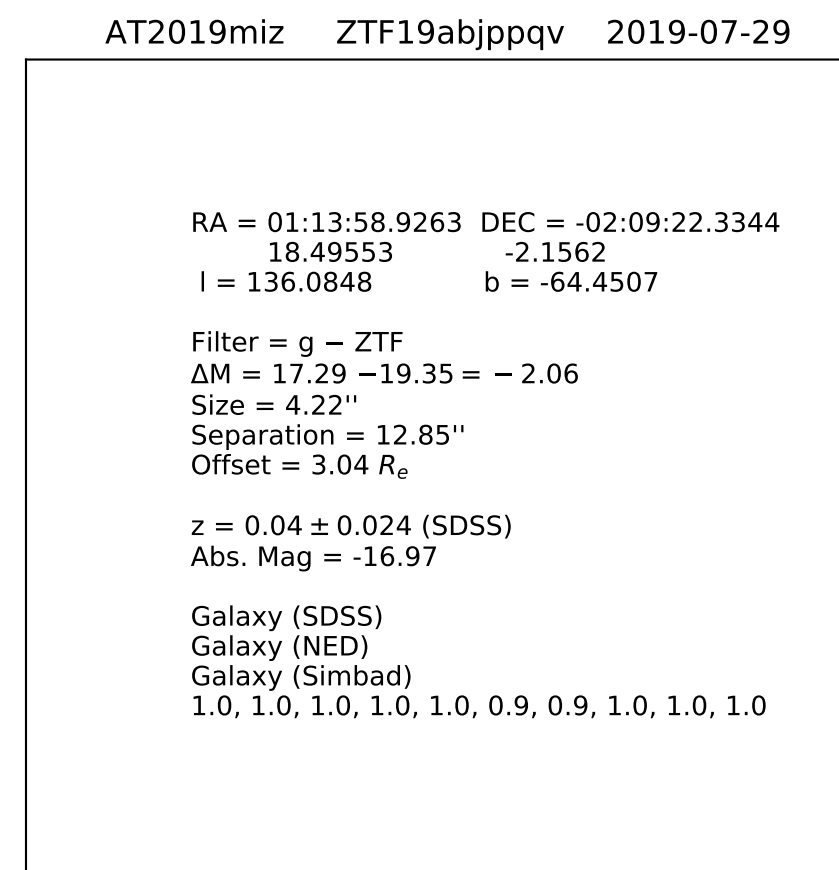 AT2019miz ZTF19abjppqv 2019-07-29
RA = 01:13:58.9263 DEC = -02:09:22.3344
18.49553 -2.1562
l = 136.0848 b = -64.4507
Filter = g − ZTF
ΔM = 17.29 −19.35 = − 2.06
Size = 4.22''
Separation = 12.85''
Offset = 3.04 Rₑ
z = 0.04 ± 0.024 (SDSS)
Abs. Mag = -16.97
Galaxy (SDSS)
Galaxy (NED)
Galaxy (Simbad)
1.0, 1.0, 1.0, 1.0, 1.0, 0.9, 0.9, 1.0, 1.0, 1.0